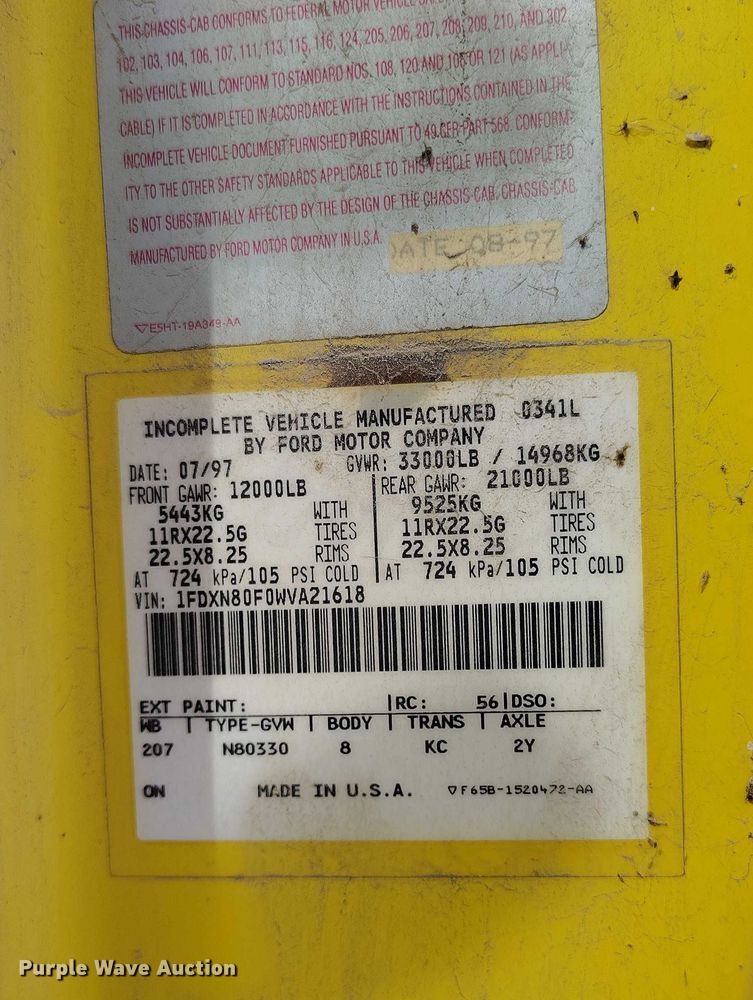 THIS CHASSIS-CAB CONFORMS TO FEDERAL MOTOR VEHICLE
102, 103, 104, 106, 107, 111, 113, 115, 116, 124, 205, 206, 207, 208, 209, 210, AND 302.
THIS VEHICLE WILL CONFORM TO STANDARD NOS. 108, 120 AND 105 OR 121 (AS APPLI-
CABLE) IF IT IS COMPLETED IN ACCORDANCE WITH THE INSTRUCTIONS CONTAINED IN THE
INCOMPLETE VEHICLE DOCUMENT FURNISHED PURSUANT TO 49 CFR PART 568. CONFORM-
ITY TO THE OTHER SAFETY STANDARDS APPLICABLE TO THIS VEHICLE WHEN COMPLETED
IS NOT SUBSTANTIALLY AFFECTED BY THE DESIGN OF THE CHASSIS-CAB. CHASSIS-CAB
MANUFACTURED BY FORD MOTOR COMPANY IN U.S.A. DATE 08-97
E5HT-19A349-AA
INCOMPLETE VEHICLE MANUFACTURED 0341L
BY FORD MOTOR COMPANY
DATE: 07/97 GVWR: 33000LB / 14968KG
FRONT GAWR: 12000LB REAR GAWR: 21000LB
5443KG WITH 9525KG WITH
11RX22.5G TIRES 11RX22.5G TIRES
22.5X8.25 RIMS 22.5X8.25 RIMS
AT 724 kPa/105 PSI COLD AT 724 kPa/105 PSI COLD
VIN: 1FDXN80F0WVA21618
EXT PAINT: RC: 56 DSO:
WB TYPE-GVW BODY TRANS AXLE
207 N80330 8 KC 2Y
ON MADE IN U.S.A. F65B-1520472-AA
Purple Wave Auction